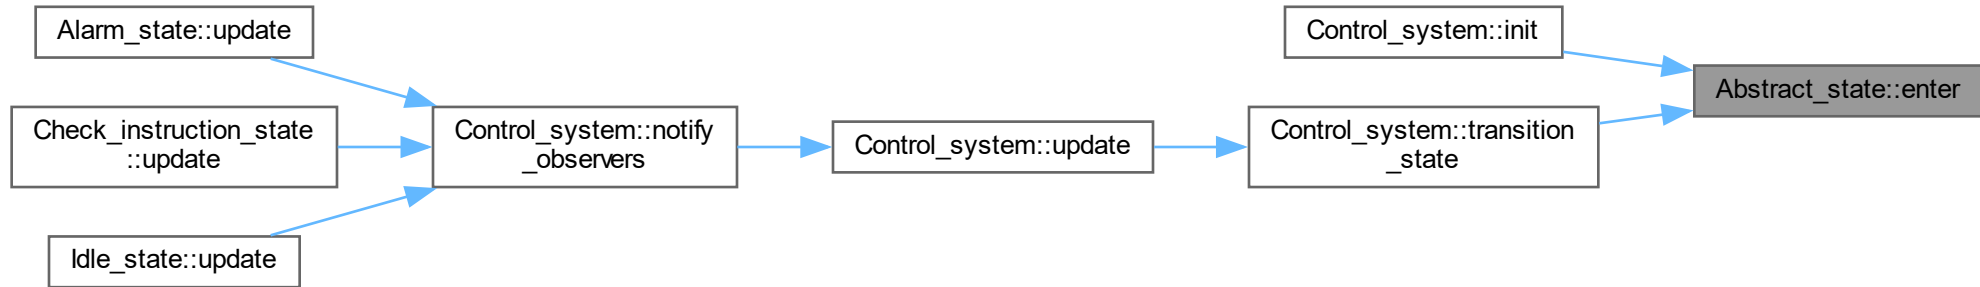 Alarm_state::update
Check_instruction_state
::update
Idle_state::update
Control_system::notify
_observers
Control_system::update
Control_system::init
Control_system::transition
_state
Abstract_state::enter